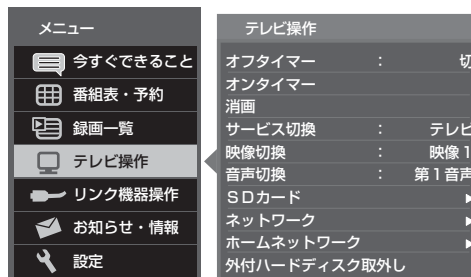 メニュー
今すぐできること
番組表・予約
録画一覧
テレビ操作
リンク機器操作
お知らせ・情報
設定
テレビ操作
オフタイマー : 切
オンタイマー
消画
サービス切換 : テレビ
映像切換 : 映像１
音声切換 : 第１音声
ＳＤカード
ネットワーク
ホームネットワーク
外付ハードディスク取外し